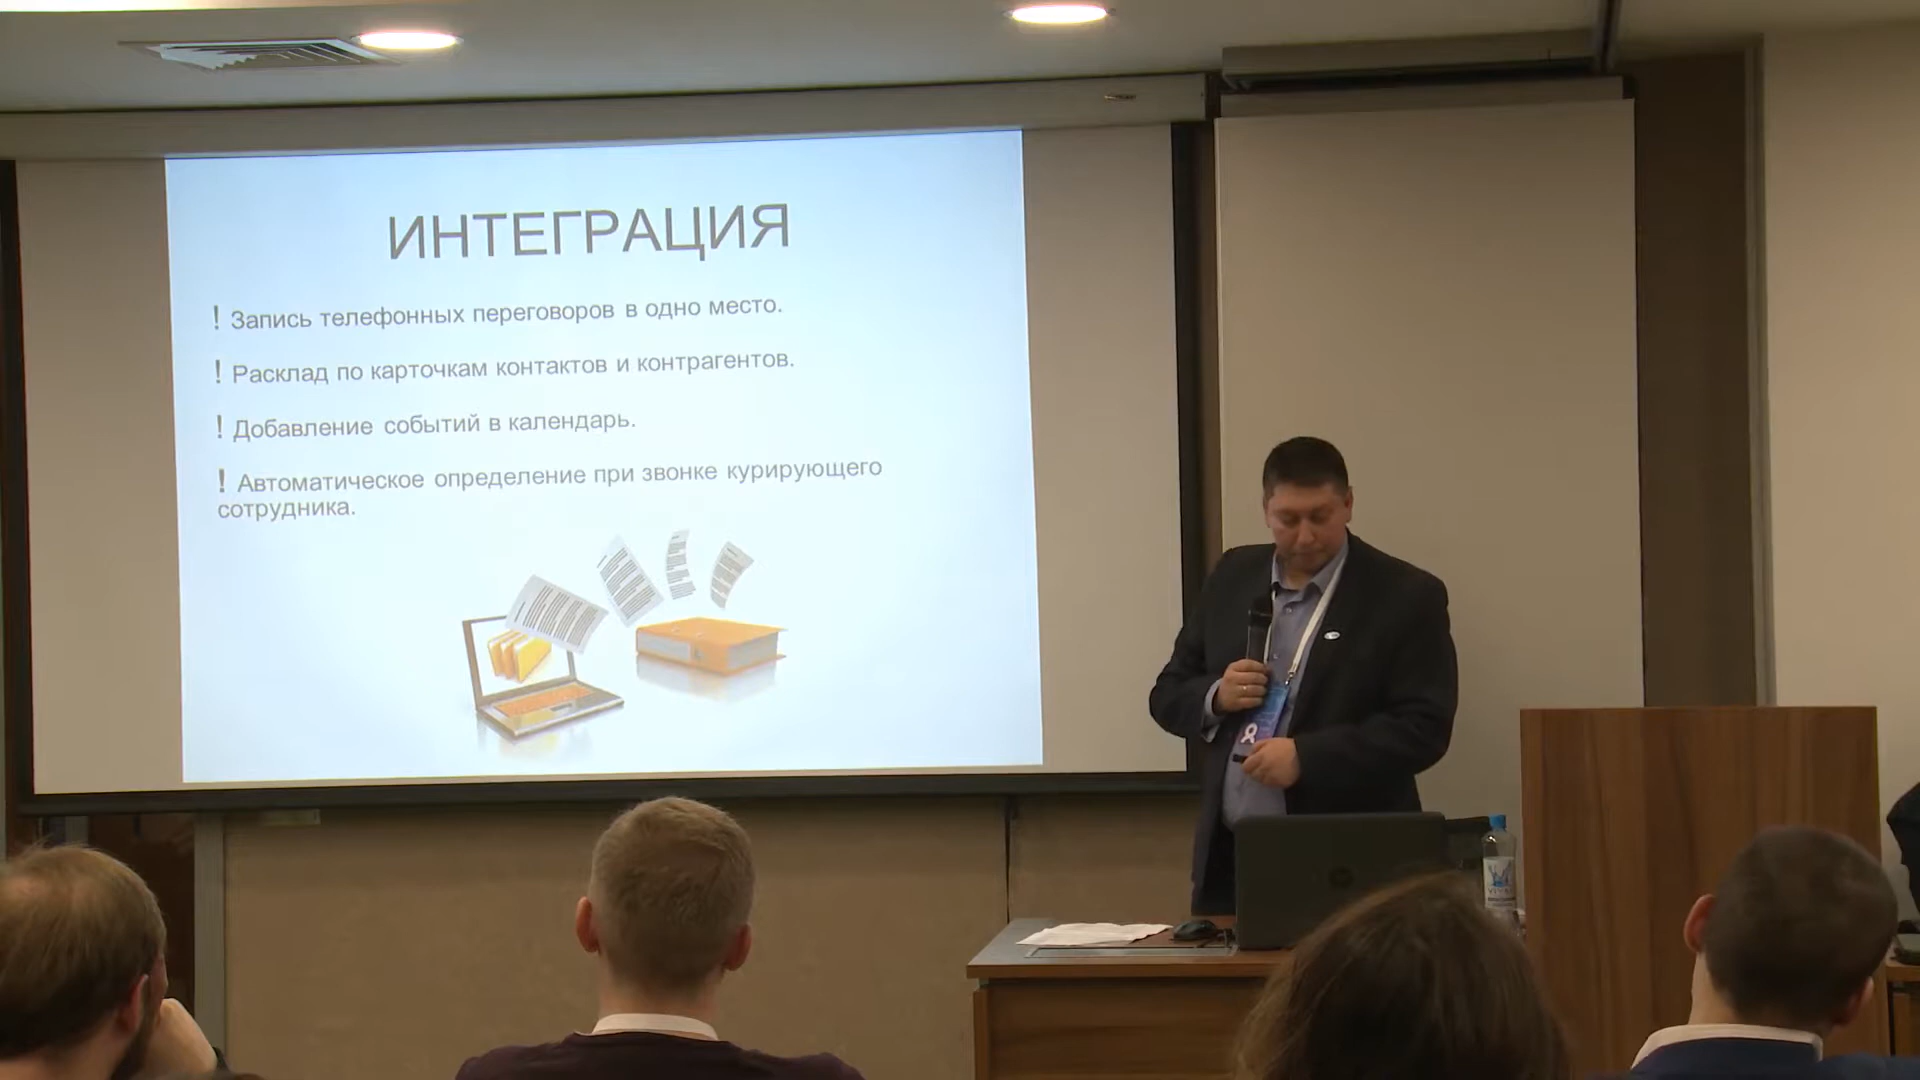 ИНТЕГРАЦИЯ
! Запись телефонных переговоров в одно место.
! Расклад по карточкам контактов и контрагентов.
! Добавление событий в календарь.
! Автоматическое определение при звонке курирующего
сотрудника.